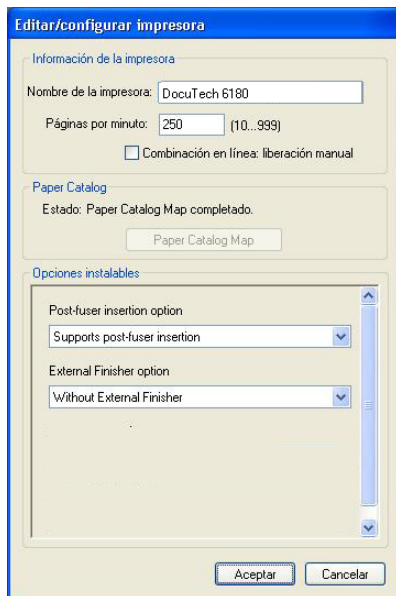 Editar/configurar impresora
Información de la impresora
Nombre de la impresora: DocuTech 6180
Páginas por minuto: 250 (10...999)
Combinación en línea: liberación manual
Paper Catalog
Estado: Paper Catalog Map completado.
Paper Catalog Map
Opciones instalables
Post-fuser insertion option
Supports post-fuser insertion
External Finisher option
Without External Finisher
Aceptar Cancelar